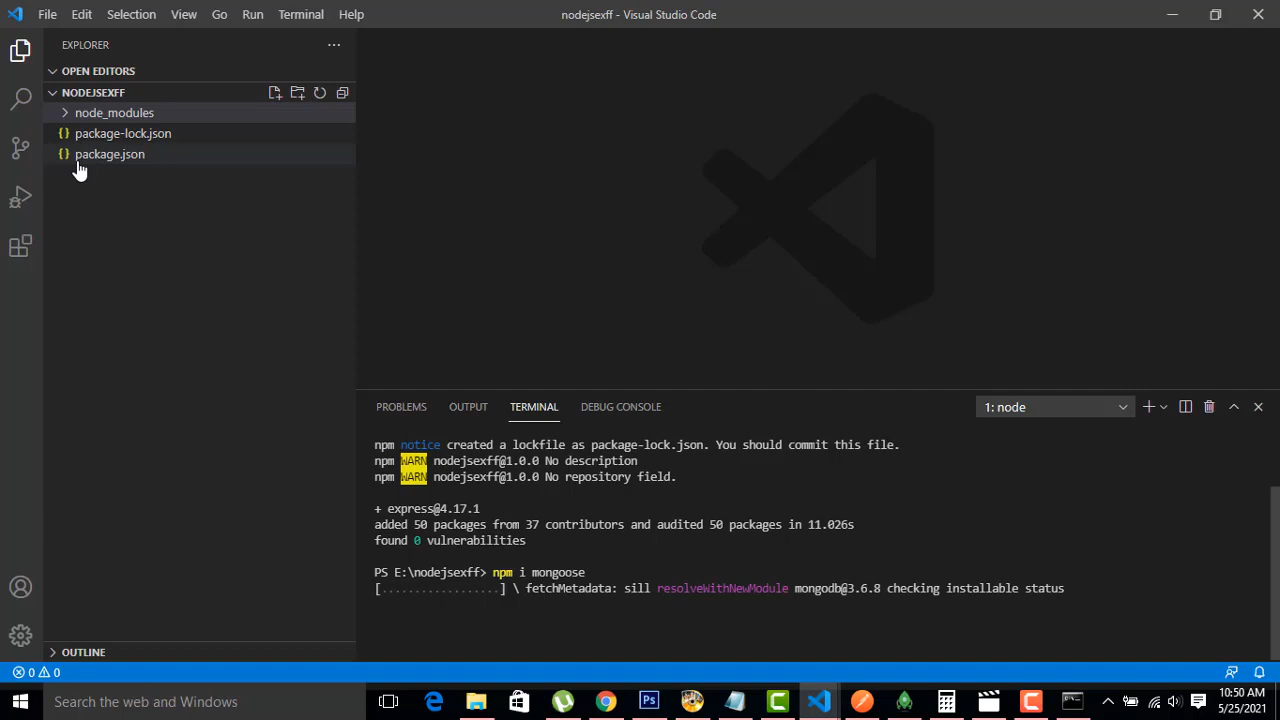 File Edit Selection View Go Run Terminal Help
nodejsexff - Visual Studio Code
EXPLORER
OPEN EDITORS
NODEJSEXFF
node_modules
{} package-lock.json
{} package.json
OUTLINE
PROBLEMS OUTPUT TERMINAL DEBUG CONSOLE
1: node
npm notice created a lockfile as package-lock.json. You should commit this file.
npm WARN nodejsexff@1.0.0 No description
npm WARN nodejsexff@1.0.0 No repository field.
+ express@4.17.1
added 50 packages from 37 contributors and audited 50 packages in 11.026s
found 0 vulnerabilities
PS E:\nodejsexff> npm i mongoose
[..................] \ fetchMetadata: sill resolveWithNewModule mongodb@3.6.8 checking installable status
0 0
Search the web and Windows
Ps
10:50 AM
5/25/2021